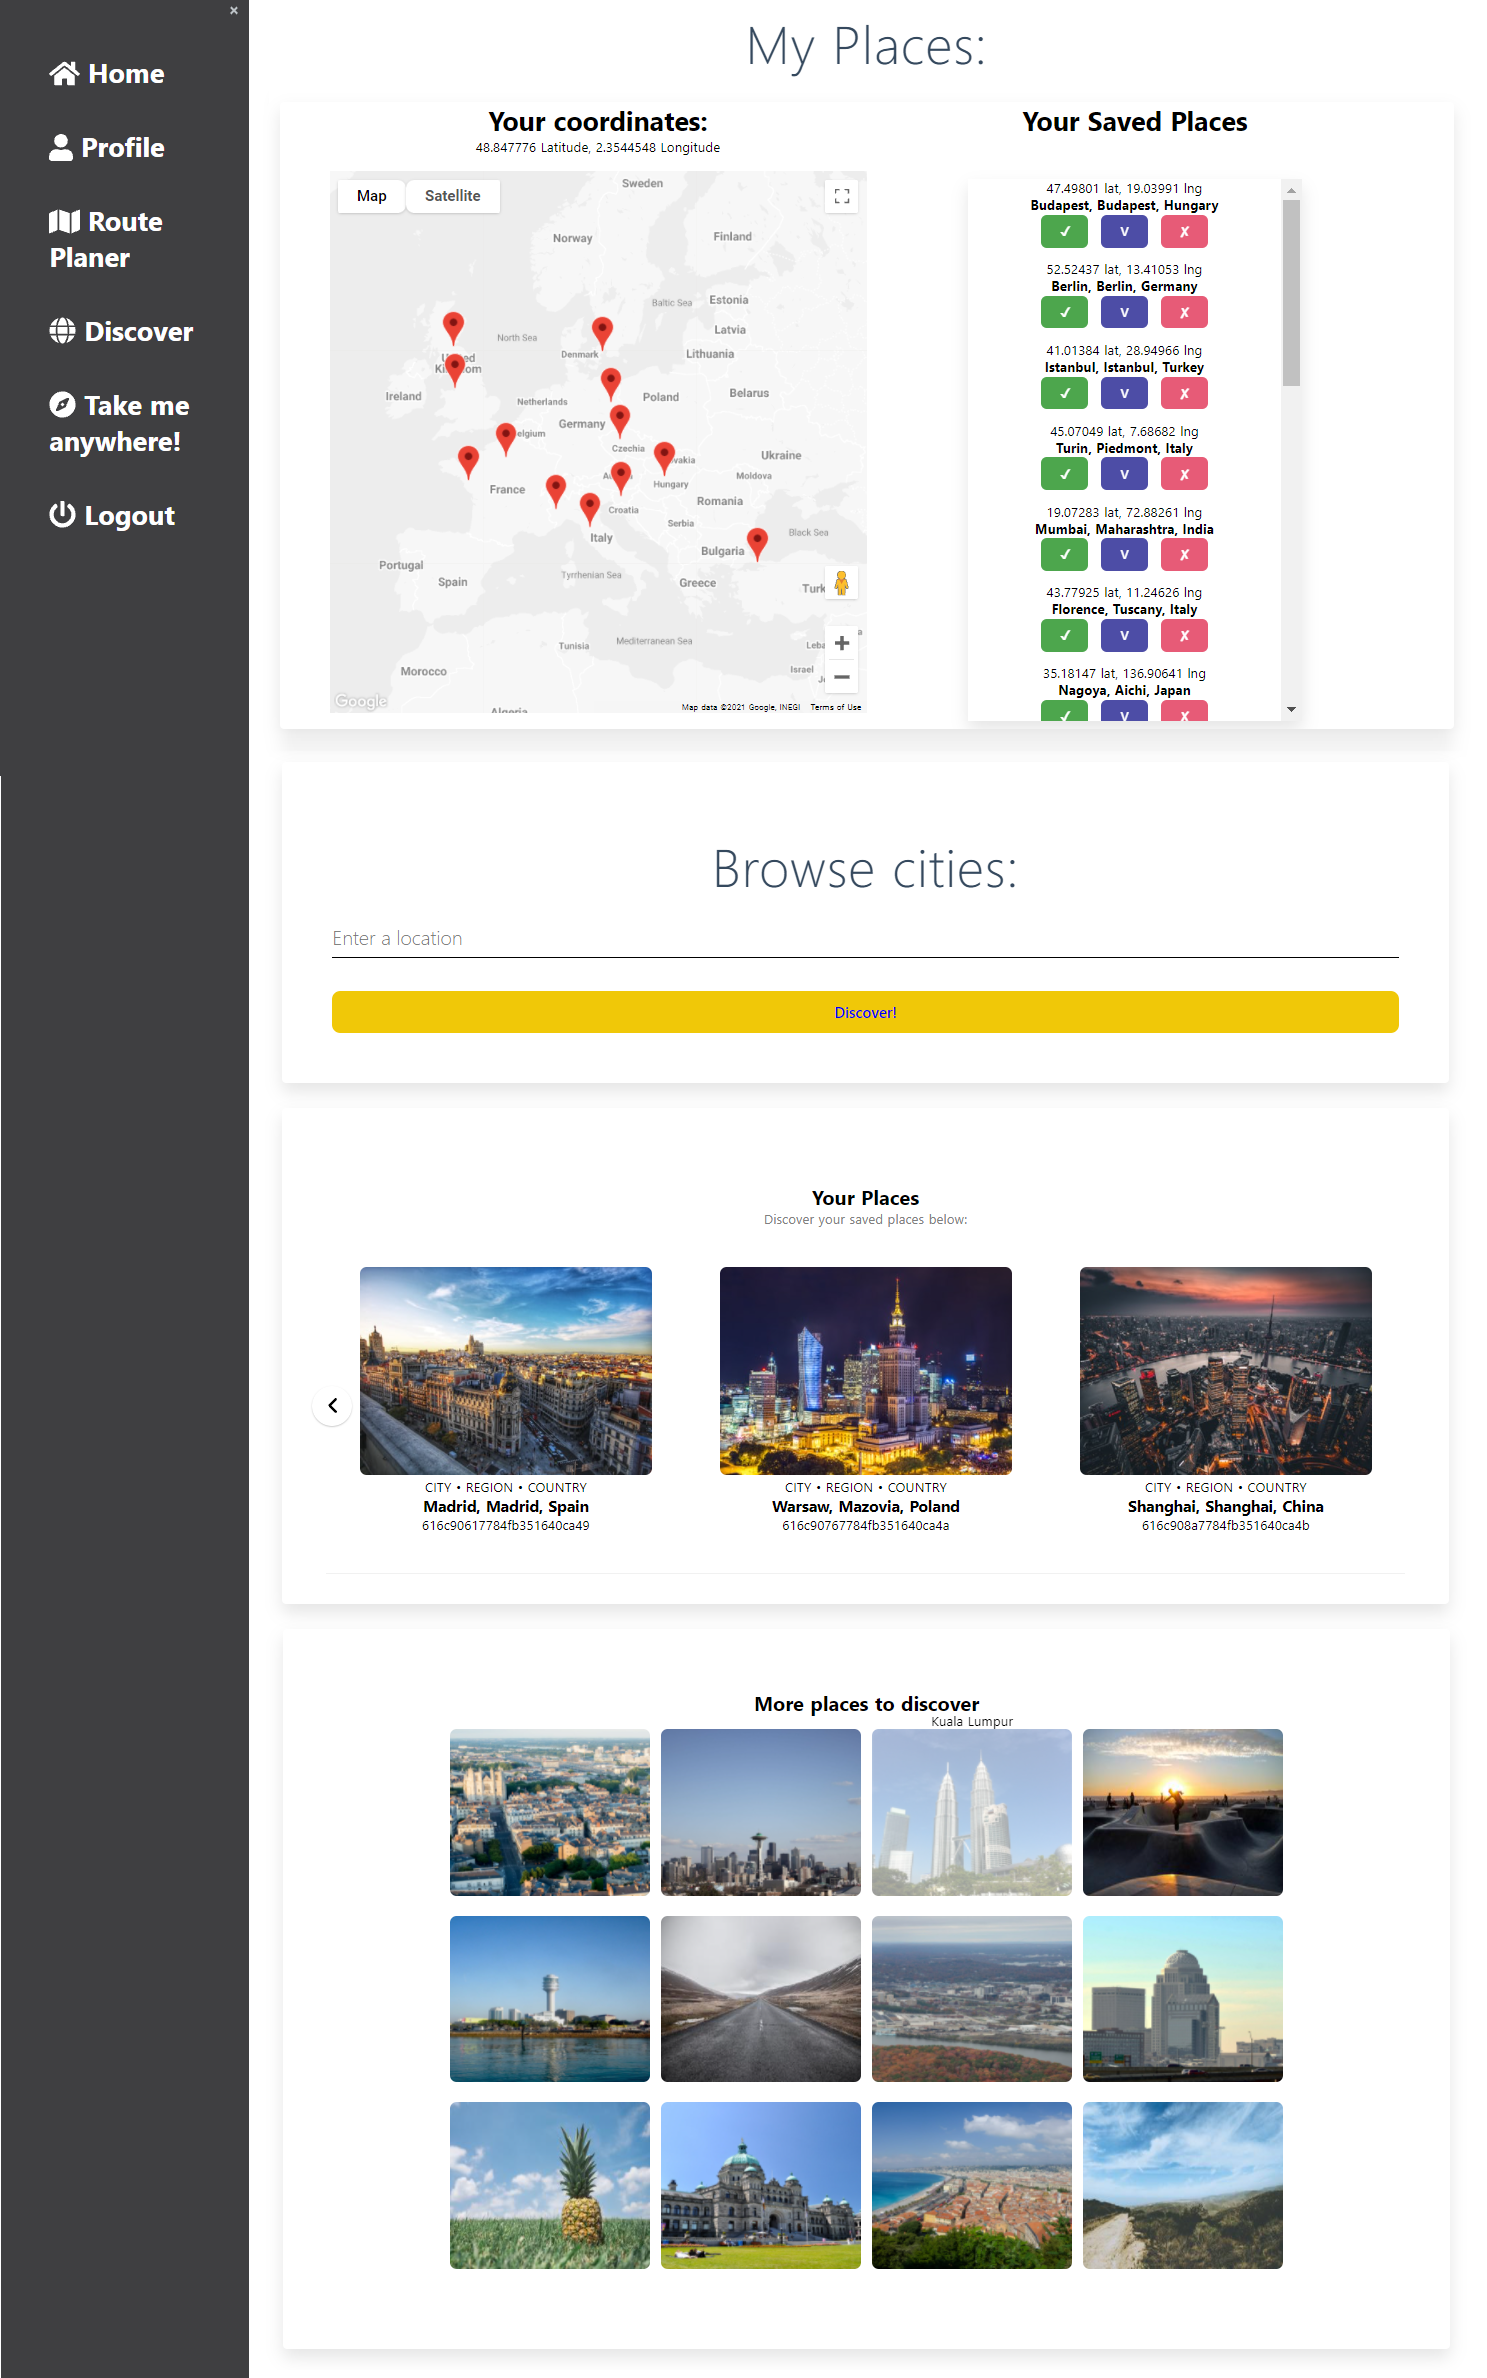 ×
Home
Profile
Route
Planer
Discover
Take me
anywhere!
Logout
My Places:
Your coordinates:
48.847776 Latitude, 2.3544548 Longitude
Map
Satellite
Sweden
Norway
Finland
Baltic Sea
Estonia
North Sea
Latvia
Denmark
Lithuania
Ireland
Netherlands
Poland
Belarus
Germany
elgium
Czechia
Ukraine
vakia
France
Hungary
Moldova
Romania
Croatia
Serbia
Italy
Black Sea
Bulgaria
Portugal
Spain
Tyrrhenian Sea
Greece
Turk
Tunisia
Mediterranean Sea
Leba
Israel
Morocco
Algeria
Google
Map data ©2021 Google, INEGI
Terms of Use
Your Saved Places
47.49801 lat, 19.03991 lng
Budapest, Budapest, Hungary
✓ v ✗
52.52437 lat, 13.41053 lng
Berlin, Berlin, Germany
✓ v ✗
41.01384 lat, 28.94966 lng
Istanbul, Istanbul, Turkey
✓ v ✗
45.07049 lat, 7.68682 lng
Turin, Piedmont, Italy
✓ v ✗
19.07283 lat, 72.88261 lng
Mumbai, Maharashtra, India
✓ v ✗
43.77925 lat, 11.24626 lng
Florence, Tuscany, Italy
✓ v ✗
35.18147 lat, 136.90641 lng
Nagoya, Aichi, Japan
✓ v ✗
Browse cities:
Enter a location
Discover!
Your Places
Discover your saved places below:
CITY • REGION • COUNTRY
Madrid, Madrid, Spain
616c90617784fb351640ca49
CITY • REGION • COUNTRY
Warsaw, Mazovia, Poland
616c90767784fb351640ca4a
CITY • REGION • COUNTRY
Shanghai, Shanghai, China
616c908a7784fb351640ca4b
More places to discover
Kuala Lumpur